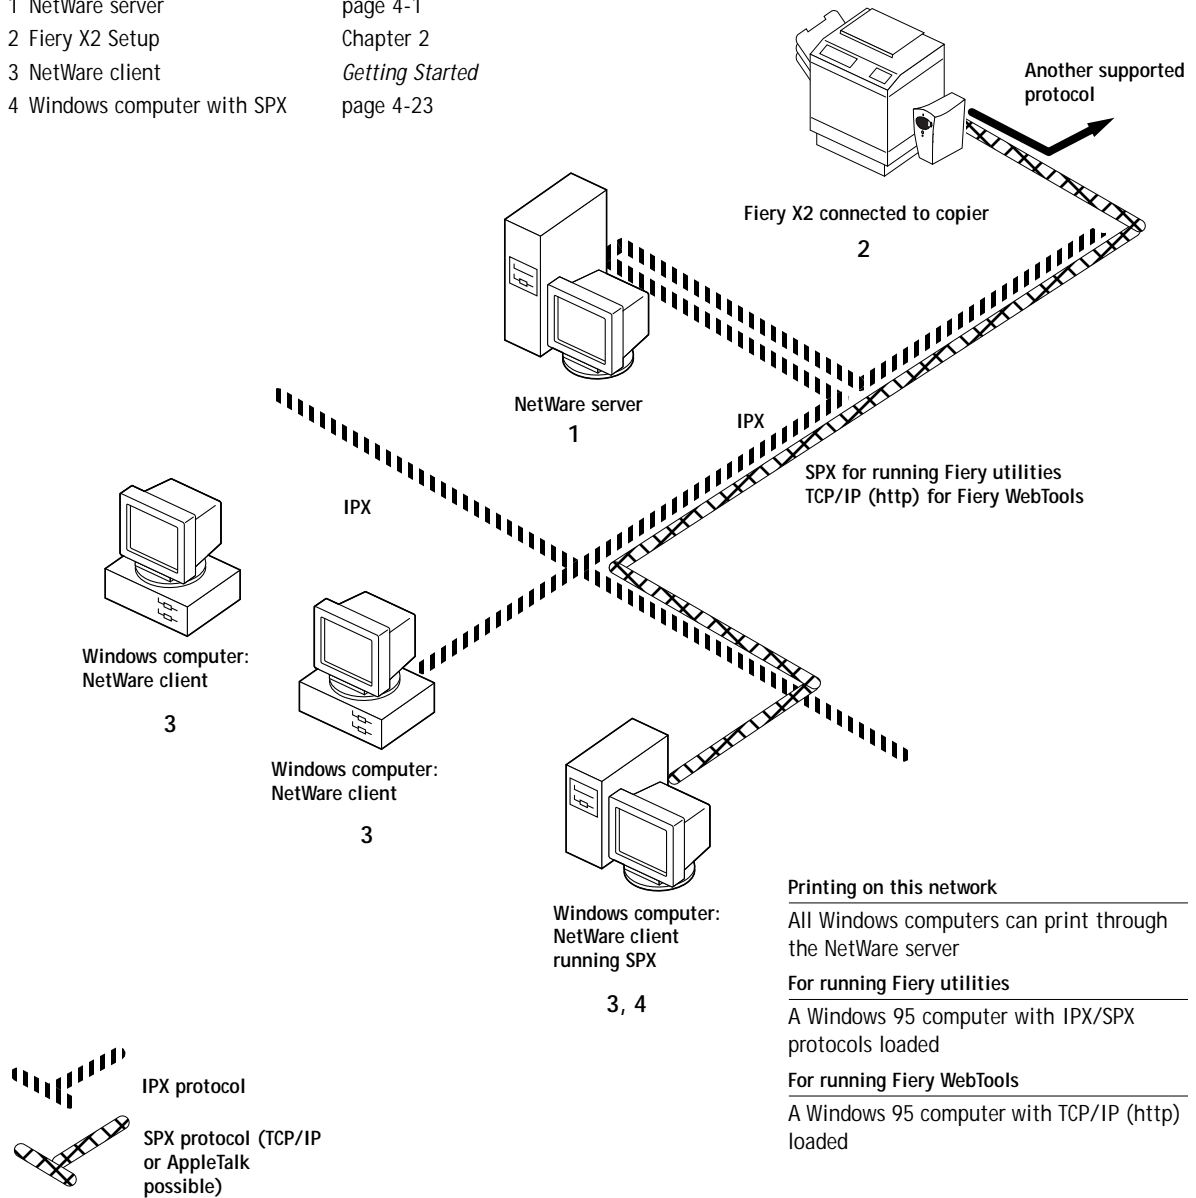 1 NetWare server page 4-1
2 Fiery X2 Setup Chapter 2
3 NetWare client Getting Started
4 Windows computer with SPX page 4-23
Another supported
protocol
Fiery X2 connected to copier
2
NetWare server
1
IPX
SPX for running Fiery utilities
TCP/IP (http) for Fiery WebTools
IPX
Windows computer:
NetWare client
3
Windows computer:
NetWare client
3
Windows computer:
NetWare client
running SPX
3, 4
Printing on this network
All Windows computers can print through
the NetWare server
For running Fiery utilities
A Windows 95 computer with IPX/SPX
protocols loaded
For running Fiery WebTools
A Windows 95 computer with TCP/IP (http)
loaded
IPX protocol
SPX protocol (TCP/IP
or AppleTalk
possible)